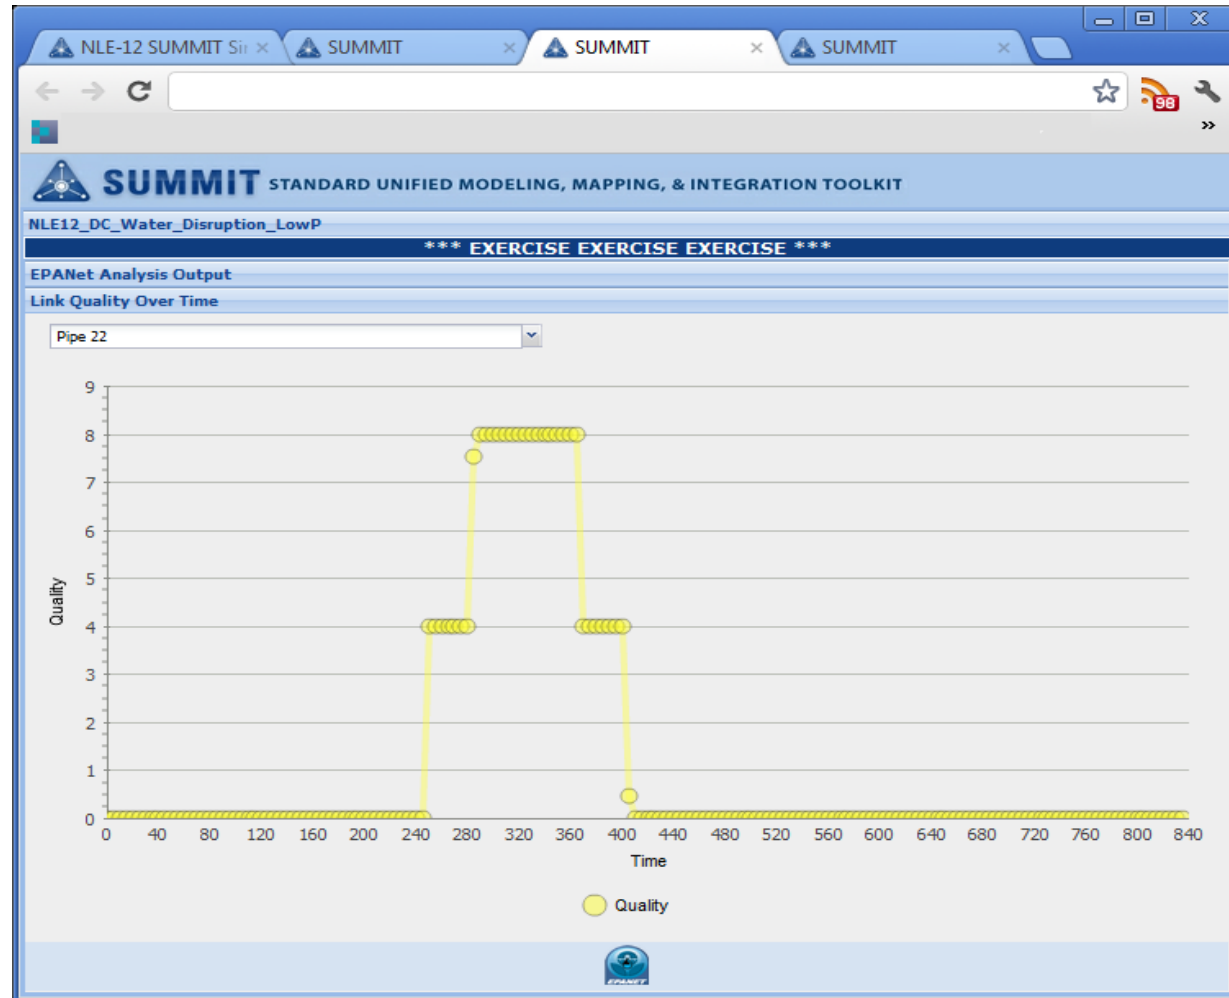 NLE-12 SUMMIT Sir
SUMMIT
SUMMIT
SUMMIT
98
SUMMIT STANDARD UNIFIED MODELING, MAPPING, & INTEGRATION TOOLKIT
NLE12_DC_Water_Disruption_LowP
*** EXERCISE EXERCISE EXERCISE ***
EPANet Analysis Output
Link Quality Over Time
Pipe 22
9
8
7
6
5
4
3
2
1
0
Quality
0 40 80 120 160 200 240 280 320 360 400 440 480 520 560 600 640 680 720 760 800 840
Time
Quality
EPANET